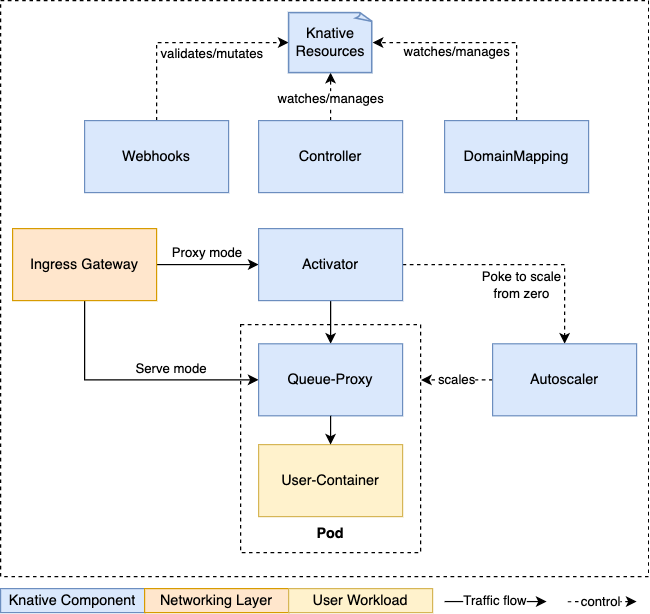 Knative
Resources
validates/mutates
watches/manages
watches/manages
Webhooks
Controller
DomainMapping
Ingress Gateway
Proxy mode
Activator
Poke to scale
from zero
Serve mode
Queue-Proxy
scales
Autoscaler
User-Container
Pod
Knative Component
Networking Layer
User Workload
Traffic flow
control